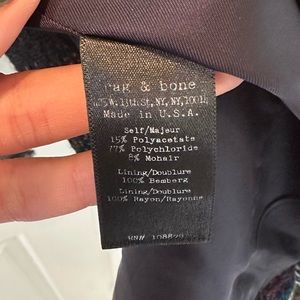 rag & bone
425 W. 13th St, NY, NY, 10014
Made in U.S.A.
Self/Majeur
15% Polyacetate
77% Polychloride
8% Mohair
Lining/Doublure
100% Bemberg
Lining/Doublure
100% Rayon/Rayonne
RN#